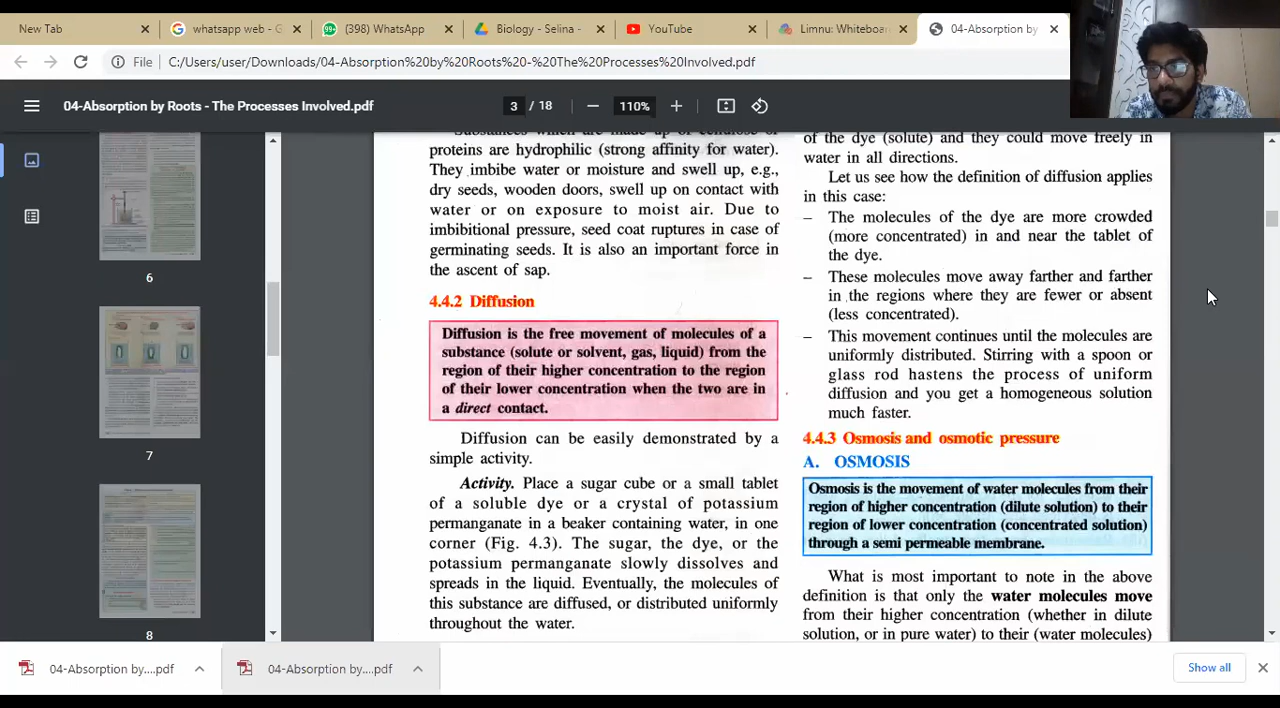 New Tab
whatsapp web - G
(398) WhatsApp
Biology - Selina -
YouTube
Limnu: Whiteboar
04-Absorption by
File
C:/Users/user/Downloads/04-Absorption%20by%20Roots%20-%20The%20Processes%20Involved.pdf
04-Absorption by Roots - The Processes Involved.pdf
3 / 18
110%
6
7
8
Substances which are made up of cellulose or
proteins are hydrophilic (strong affinity for water).
They imbibe water or moisture and swell up, e.g.,
dry seeds, wooden doors, swell up on contact with
water or on exposure to moist air. Due to
imbibitional pressure, seed coat ruptures in case of
germinating seeds. It is also an important force in
the ascent of sap.
4.4.2 Diffusion
Diffusion is the free movement of molecules of a
substance (solute or solvent, gas, liquid) from the
region of their higher concentration to the region
of their lower concentration when the two are in
a direct contact.
Diffusion can be easily demonstrated by a
simple activity.
Activity. Place a sugar cube or a small tablet
of a soluble dye or a crystal of potassium
permanganate in a beaker containing water, in one
corner (Fig. 4.3). The sugar, the dye, or the
potassium permanganate slowly dissolves and
spreads in the liquid. Eventually, the molecules of
this substance are diffused, or distributed uniformly
throughout the water.
of the dye (solute) and they could move freely in
water in all directions.
Let us see how the definition of diffusion applies
in this case:
– The molecules of the dye are more crowded
(more concentrated) in and near the tablet of
the dye.
– These molecules move away farther and farther
in the regions where they are fewer or absent
(less concentrated).
– This movement continues until the molecules are
uniformly distributed. Stirring with a spoon or
glass rod hastens the process of uniform
diffusion and you get a homogeneous solution
much faster.
4.4.3 Osmosis and osmotic pressure
A. OSMOSIS
Osmosis is the movement of water molecules from their
region of higher concentration (dilute solution) to their
region of lower concentration (concentrated solution)
through a semi permeable membrane.
What is most important to note in the above
definition is that only the water molecules move
from their higher concentration (whether in dilute
solution, or in pure water) to their (water molecules)
04-Absorption by....pdf
04-Absorption by....pdf
Show all